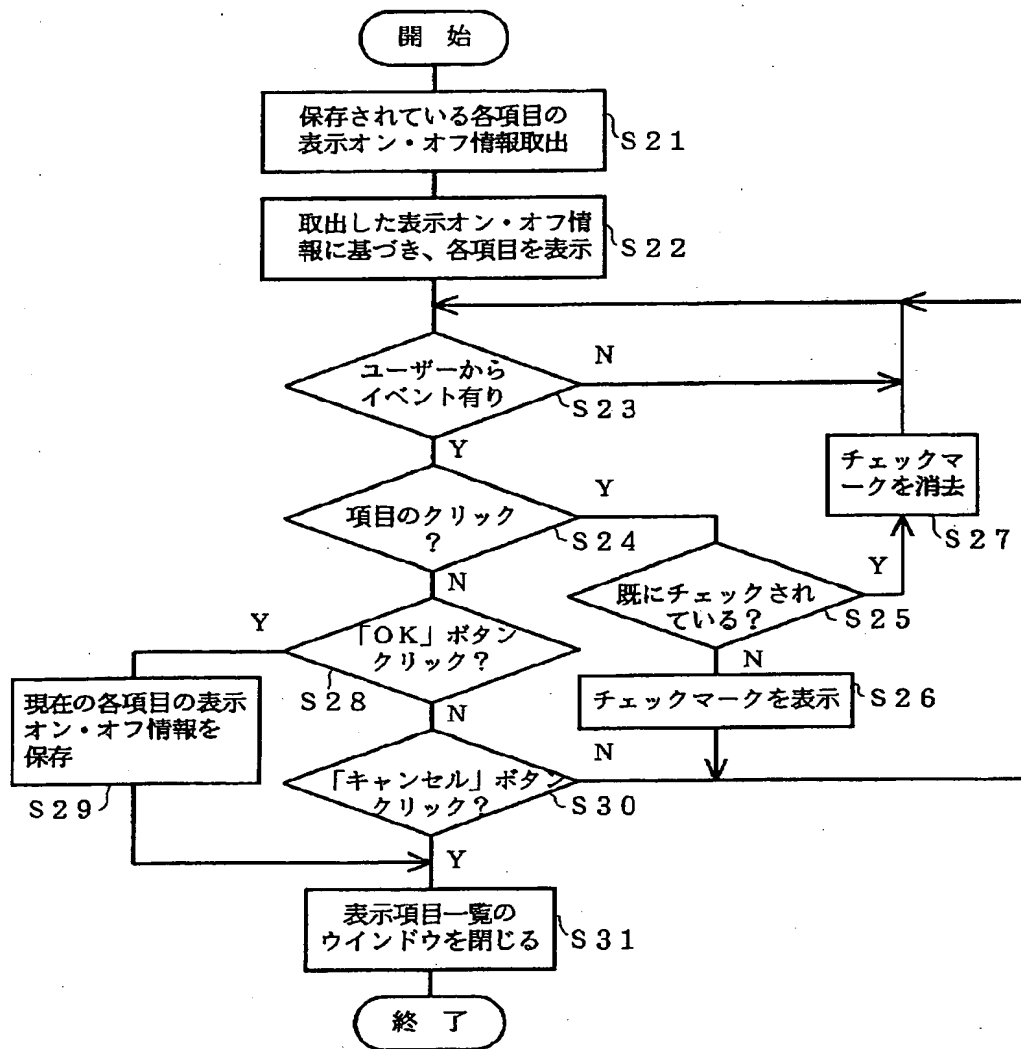 開 始
保存されている各項目の
表示オン・オフ情報取出
S21
取出した表示オン・オフ情
報に基づき、各項目を表示
S22
ユーザーから
イベント有り
N
S23
Y
項目のクリック
?
Y
S24
N
既にチェックされ
ている?
Y
S25
チェックマ
ークを消去
S27
N
チェックマークを表示
S26
「OK」ボタン
クリック?
Y
S28
N
現在の各項目の表示
オン・オフ情報を
保存
S29
「キャンセル」ボタン
クリック?
N
S30
Y
表示項目一覧の
ウインドウを閉じる
S31
終 了